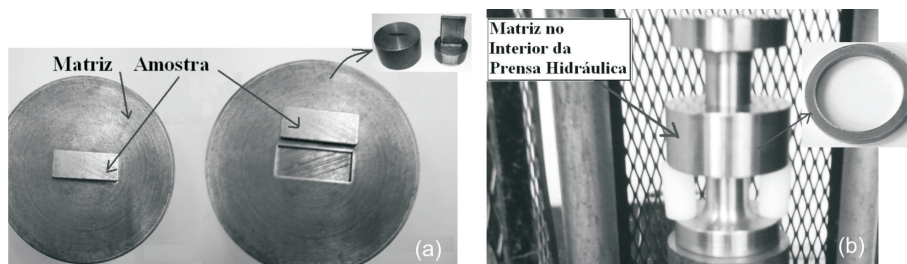 Matriz
Amostra
(a)
Matriz no
Interior da
Prensa Hidráulica
(b)